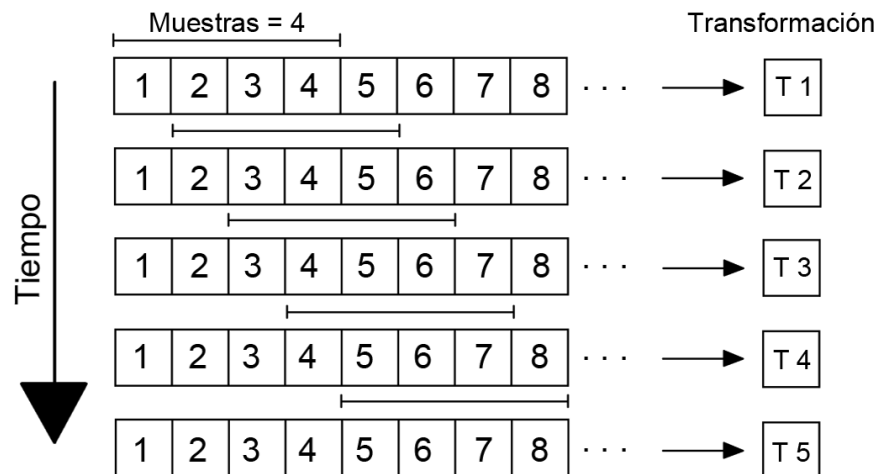 Muestras = 4 Transformación
1 2 3 4 5 6 7 8 . . . T 1
1 2 3 4 5 6 7 8 . . . T 2
1 2 3 4 5 6 7 8 . . . T 3
1 2 3 4 5 6 7 8 . . . T 4
1 2 3 4 5 6 7 8 . . . T 5
Tiempo